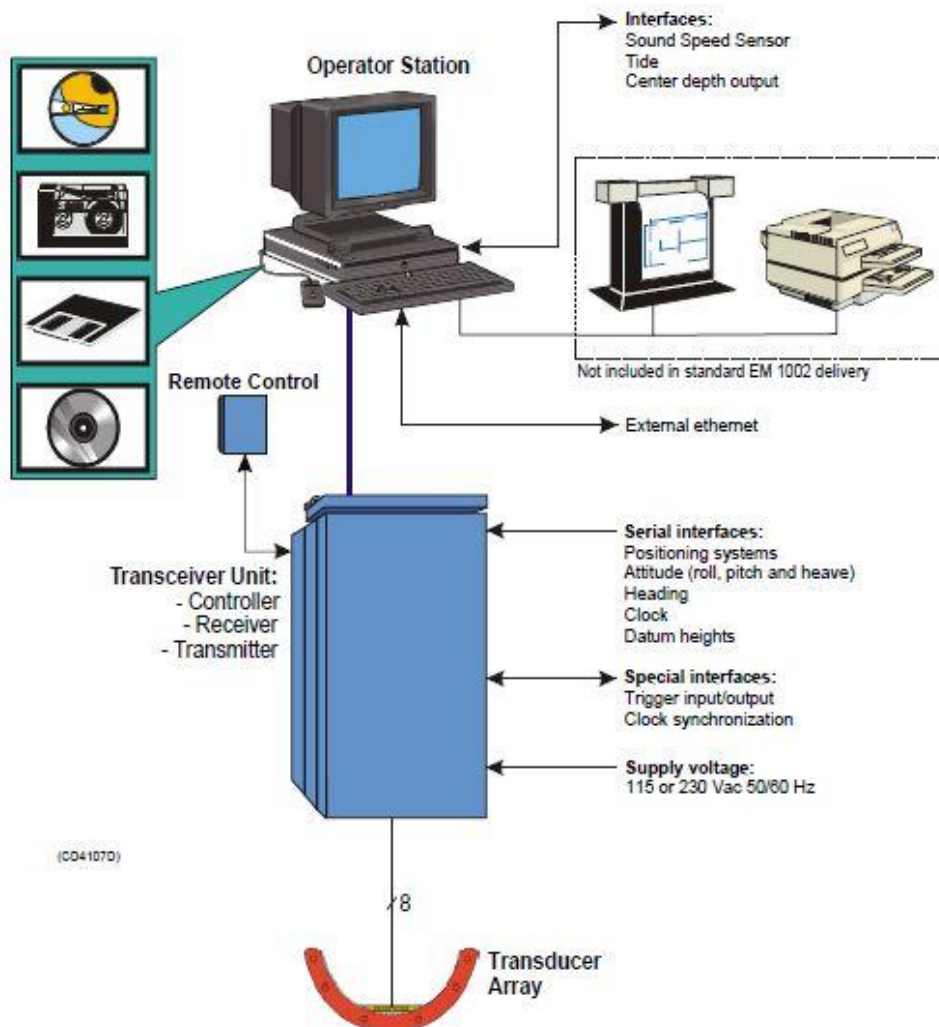 Interfaces:
Sound Speed Sensor
Tide
Center depth output
Operator Station
Not included in standard EM 1002 delivery
Remote Control
External ethernet
Transceiver Unit:
- Controller
- Receiver
- Transmitter
Serial interfaces:
Positioning systems
Attitude (roll, pitch and heave)
Heading
Clock
Datum heights
Special interfaces:
Trigger input/output
Clock synchronization
Supply voltage:
115 or 230 Vac 50/60 Hz
(CD4107D)
8
Transducer
Array